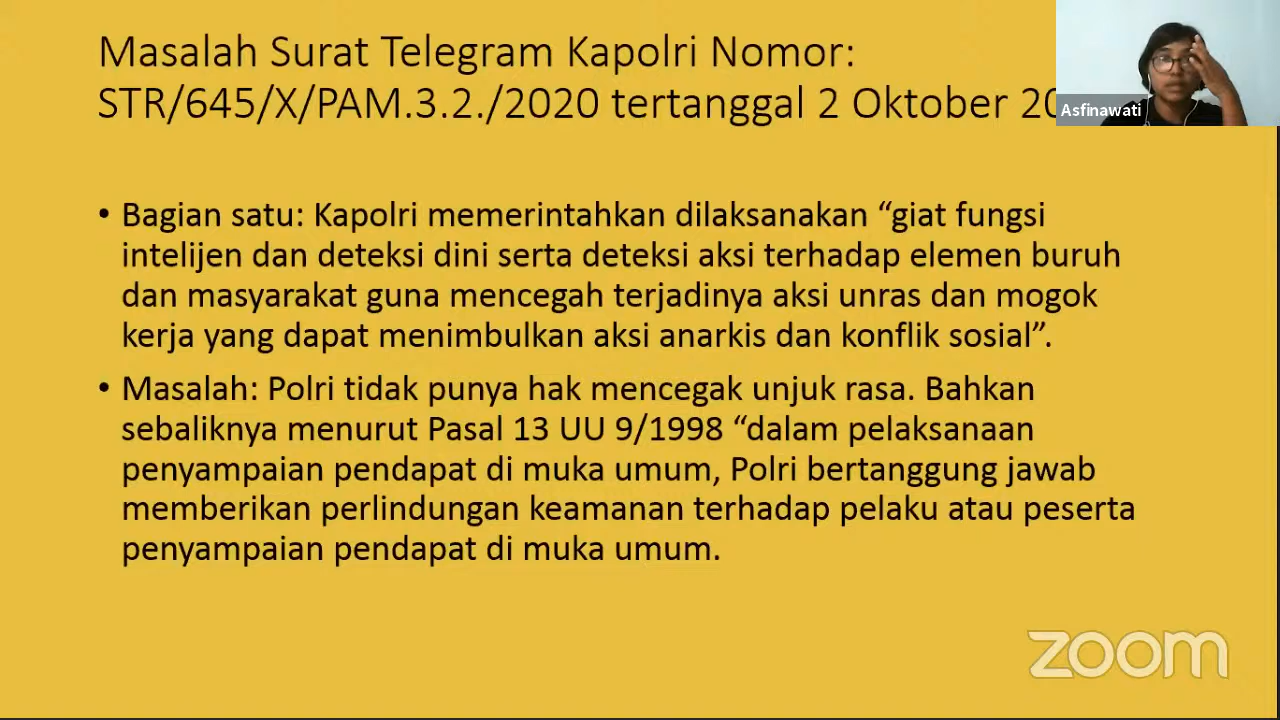 Masalah Surat Telegram Kapolri Nomor:
STR/645/X/PAM.3.2./2020 tertanggal 2 Oktober 20
Asfinawati
• Bagian satu: Kapolri memerintahkan dilaksanakan “giat fungsi
intelijen dan deteksi dini serta deteksi aksi terhadap elemen buruh
dan masyarakat guna mencegah terjadinya aksi unras dan mogok
kerja yang dapat menimbulkan aksi anarkis dan konflik sosial”.
• Masalah: Polri tidak punya hak mencegak unjuk rasa. Bahkan
sebaliknya menurut Pasal 13 UU 9/1998 “dalam pelaksanaan
penyampaian pendapat di muka umum, Polri bertanggung jawab
memberikan perlindungan keamanan terhadap pelaku atau peserta
penyampaian pendapat di muka umum.
zoom